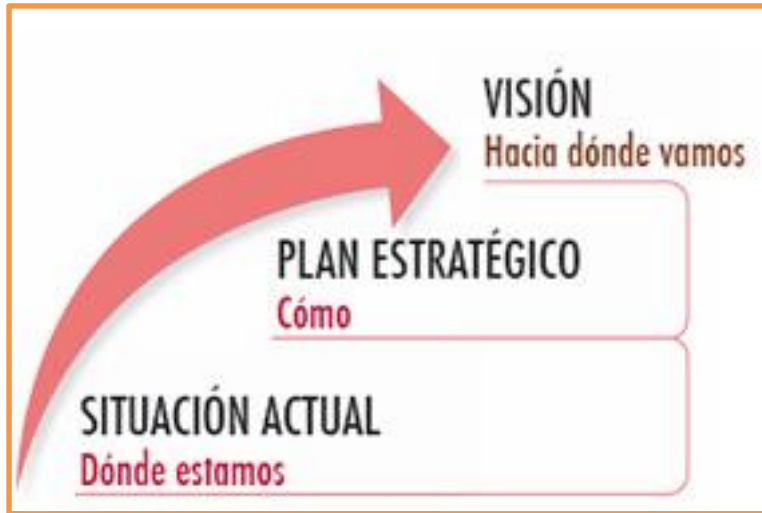 VISIÓN
Hacia dónde vamos
PLAN ESTRATÉGICO
Cómo
SITUACIÓN ACTUAL
Dónde estamos